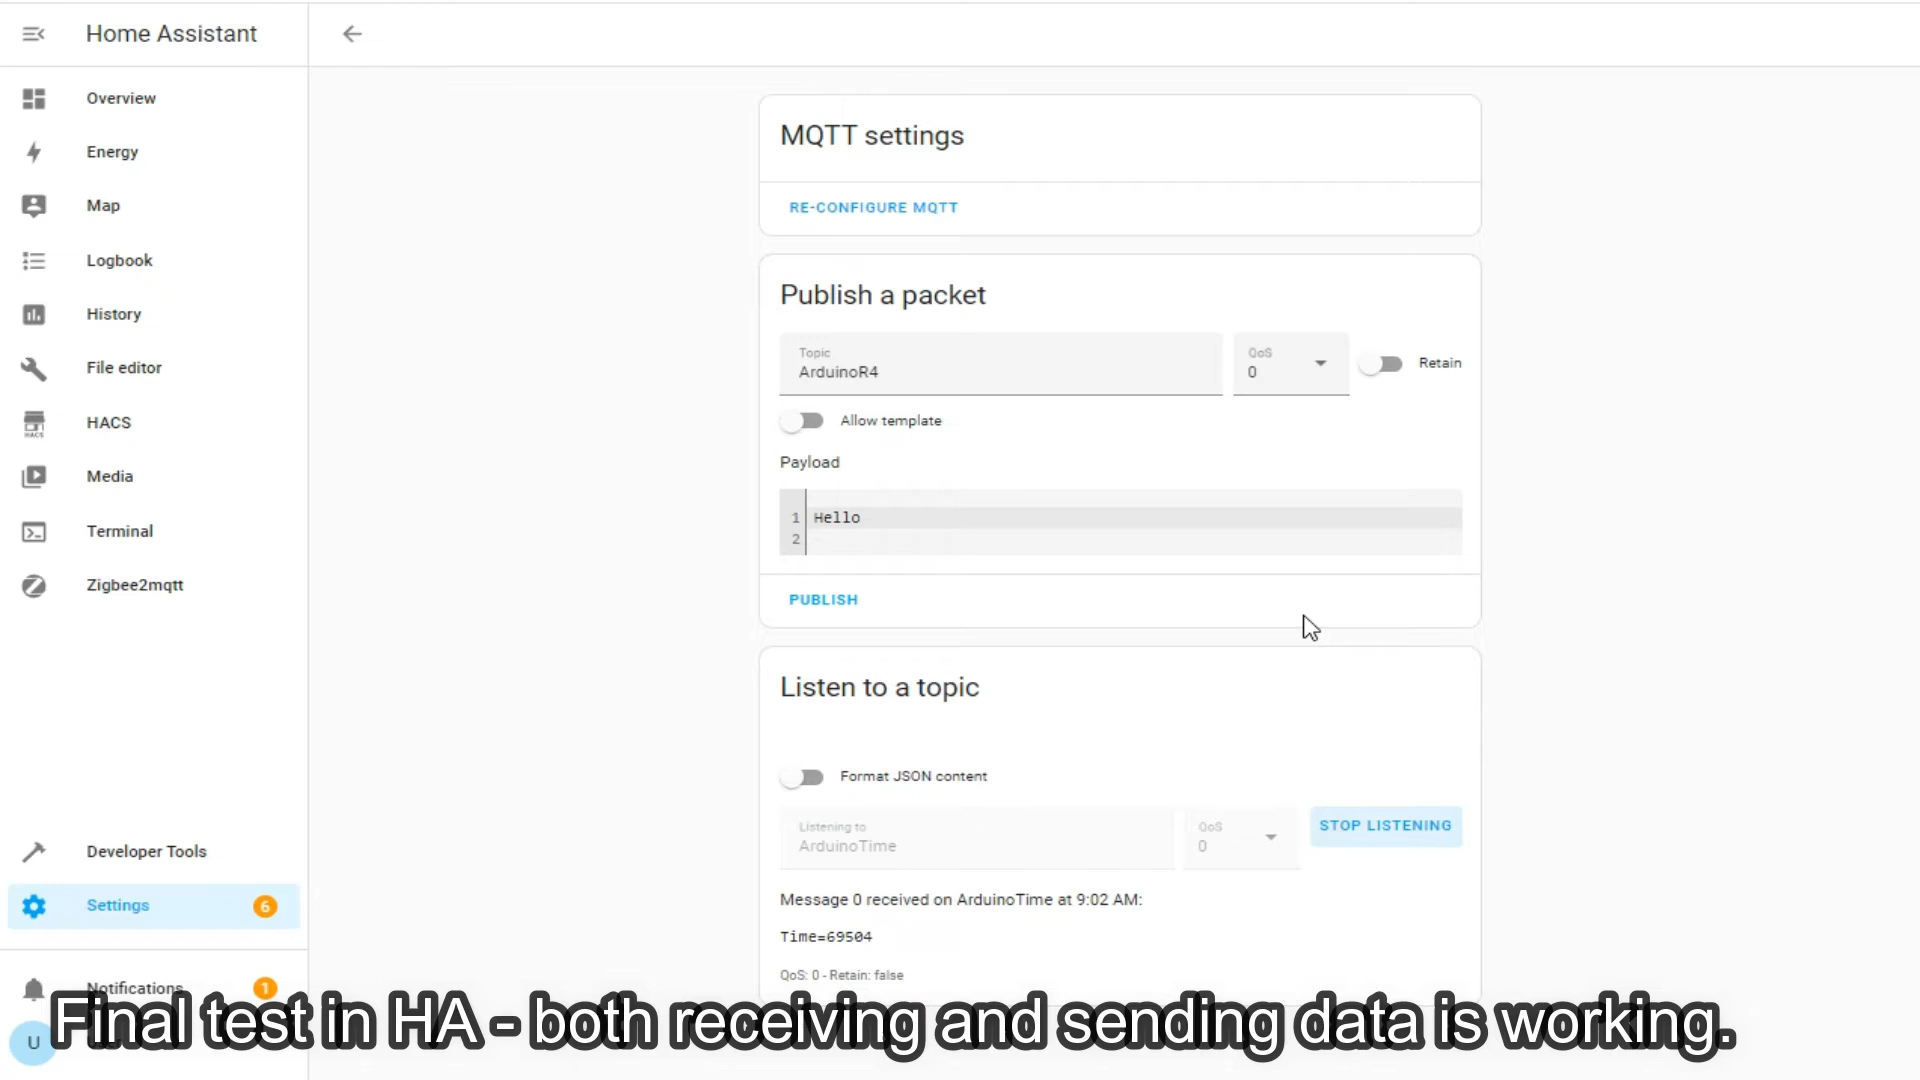 Home Assistant
Overview
Energy
Map
Logbook
History
File editor
HACS
HACS
Media
Terminal
Zigbee2mqtt
Developer Tools
Settings
6
Notifications
1
U
MQTT settings
RE-CONFIGURE MQTT
Publish a packet
Topic
ArduinoR4
QoS
0
Retain
Allow template
Payload
1 Hello
2
PUBLISH
Listen to a topic
Format JSON content
Listening to
ArduinoTime
QoS
0
STOP LISTENING
Message 0 received on ArduinoTime at 9:02 AM:
Time=69504
QoS: 0 - Retain: false
Final test in HA - both receiving and sending data is working.